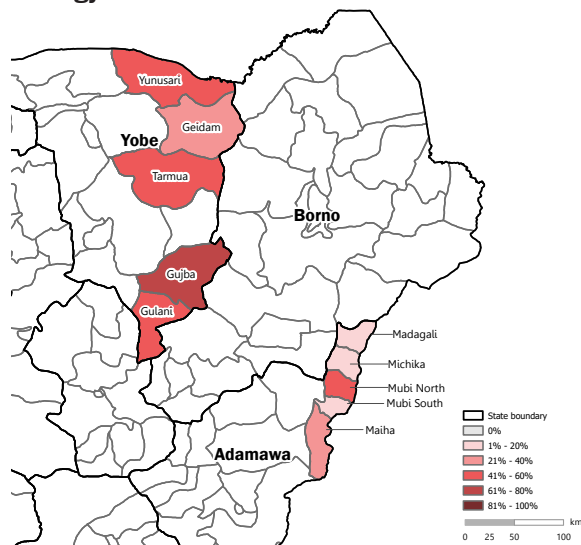 Yunusari
Geidam
Yobe
Tarmua
Borno
Gujba
Gulani
Madagali
Michika
Mubi North
Mubi South
Maiha
Adamawa
State boundary
0%
1% - 20%
21% - 40%
41% - 60%
61% - 80%
81% - 100%
km
0 25 50 100